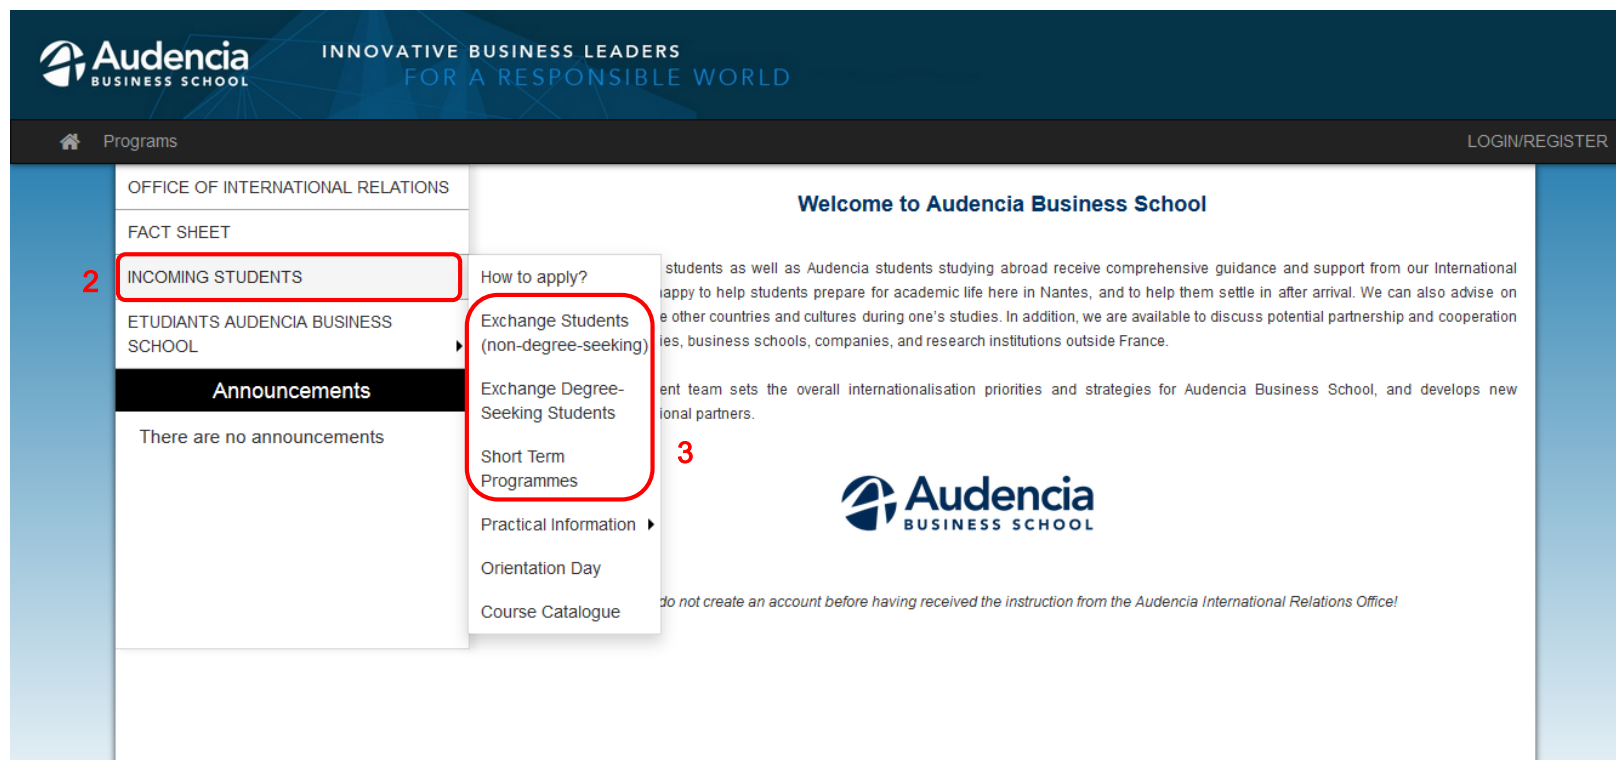 Audencia
BUSINESS SCHOOL
INNOVATIVE BUSINESS LEADERS
FOR A RESPONSIBLE WORLD
Programs
LOGIN/REGISTER
OFFICE OF INTERNATIONAL RELATIONS
FACT SHEET
2
INCOMING STUDENTS
ETUDIANTS AUDENCIA BUSINESS
SCHOOL
Announcements
There are no announcements
How to apply?
Exchange Students
(non-degree-seeking)
Exchange Degree-
Seeking Students
Short Term
Programmes
3
Practical Information
Orientation Day
Course Catalogue
Welcome to Audencia Business School
students as well as Audencia students studying abroad receive comprehensive guidance and support from our International
happy to help students prepare for academic life here in Nantes, and to help them settle in after arrival. We can also advise on
other countries and cultures during one's studies. In addition, we are available to discuss potential partnership and cooperation
ies, business schools, companies, and research institutions outside France.
ent team sets the overall internationalisation priorities and strategies for Audencia Business School, and develops new
ional partners.
Audencia
BUSINESS SCHOOL
do not create an account before having received the instruction from the Audencia International Relations Office!